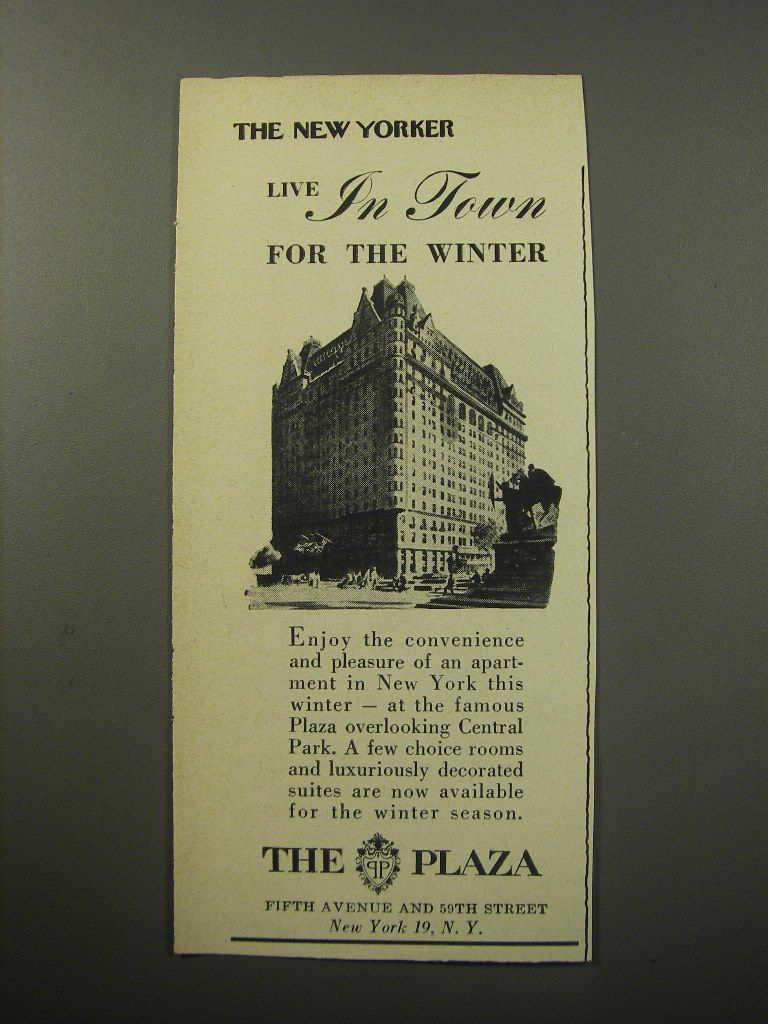 THE NEW YORKER
LIVE In Town
FOR THE WINTER
Enjoy the convenience
and pleasure of an apart-
ment in New York this
winter — at the famous
Plaza overlooking Central
Park. A few choice rooms
and luxuriously decorated
suites are now available
for the winter season.
THE PP PLAZA
FIFTH AVENUE AND 59TH STREET
New York 19, N. Y.